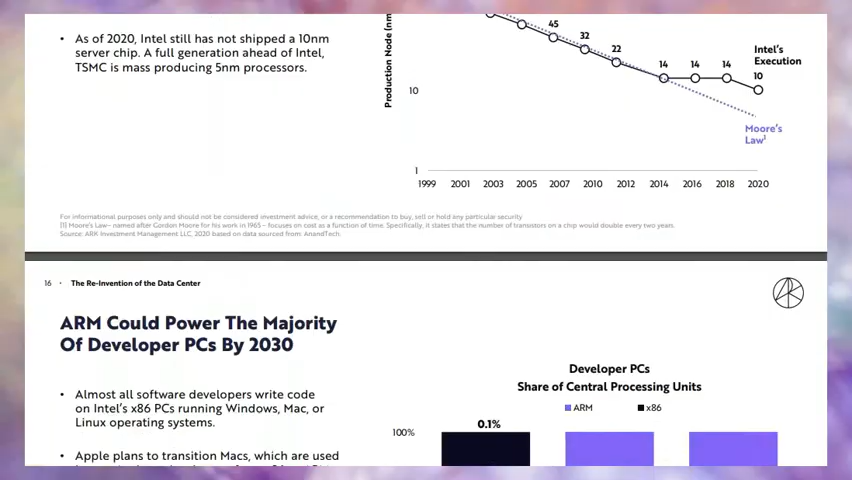 • As of 2020, Intel still has not shipped a 10nm
server chip. A full generation ahead of Intel,
TSMC is mass producing 5nm processors.
Production Node (nm
45
32
22
14
14
14
10
Intel's
Execution
10
Moore's
Law¹
1
1999 2001 2003 2005 2007 2010 2012 2014 2016 2018 2020
For informational purposes only and should not be considered investment advice, or a recommendation to buy, sell or hold any particular security
[1] Moore's Law– named after Gordon Moore for his work in 1965 – focuses on cost as a function of time. Specifically, it states that the number of transistors on a chip would double every two years.
Source: ARK Investment Management LLC, 2020 based on data sourced from: AnandTech.
16 • The Re-Invention of the Data Center
ARM Could Power The Majority
Of Developer PCs By 2030
• Almost all software developers write code
on Intel's x86 PCs running Windows, Mac, or
Linux operating systems.
• Apple plans to transition Macs, which are used
Developer PCs
Share of Central Processing Units
ARM x86
100%
0.1%